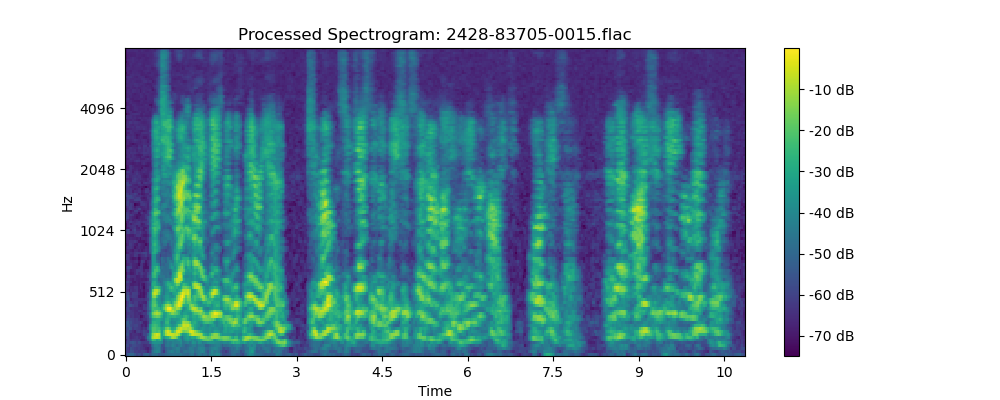 Processed Spectrogram: 2428-83705-0015.flac
Hz
4096
2048
1024
512
0
0 1.5 3 4.5 6 7.5 9 10
Time
-10 dB
-20 dB
-30 dB
-40 dB
-50 dB
-60 dB
-70 dB